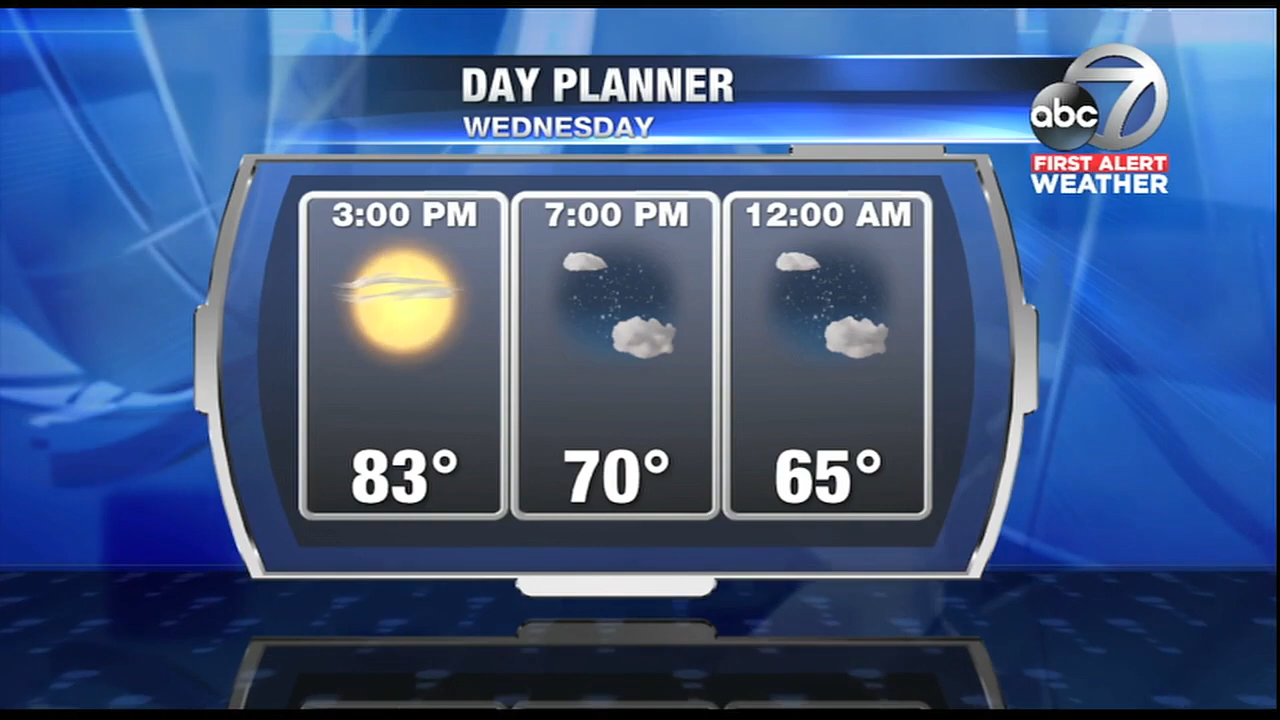 DAY PLANNER
WEDNESDAY
abc 7
FIRST ALERT
WEATHER
3:00 PM
7:00 PM
12:00 AM
83°
70°
65°